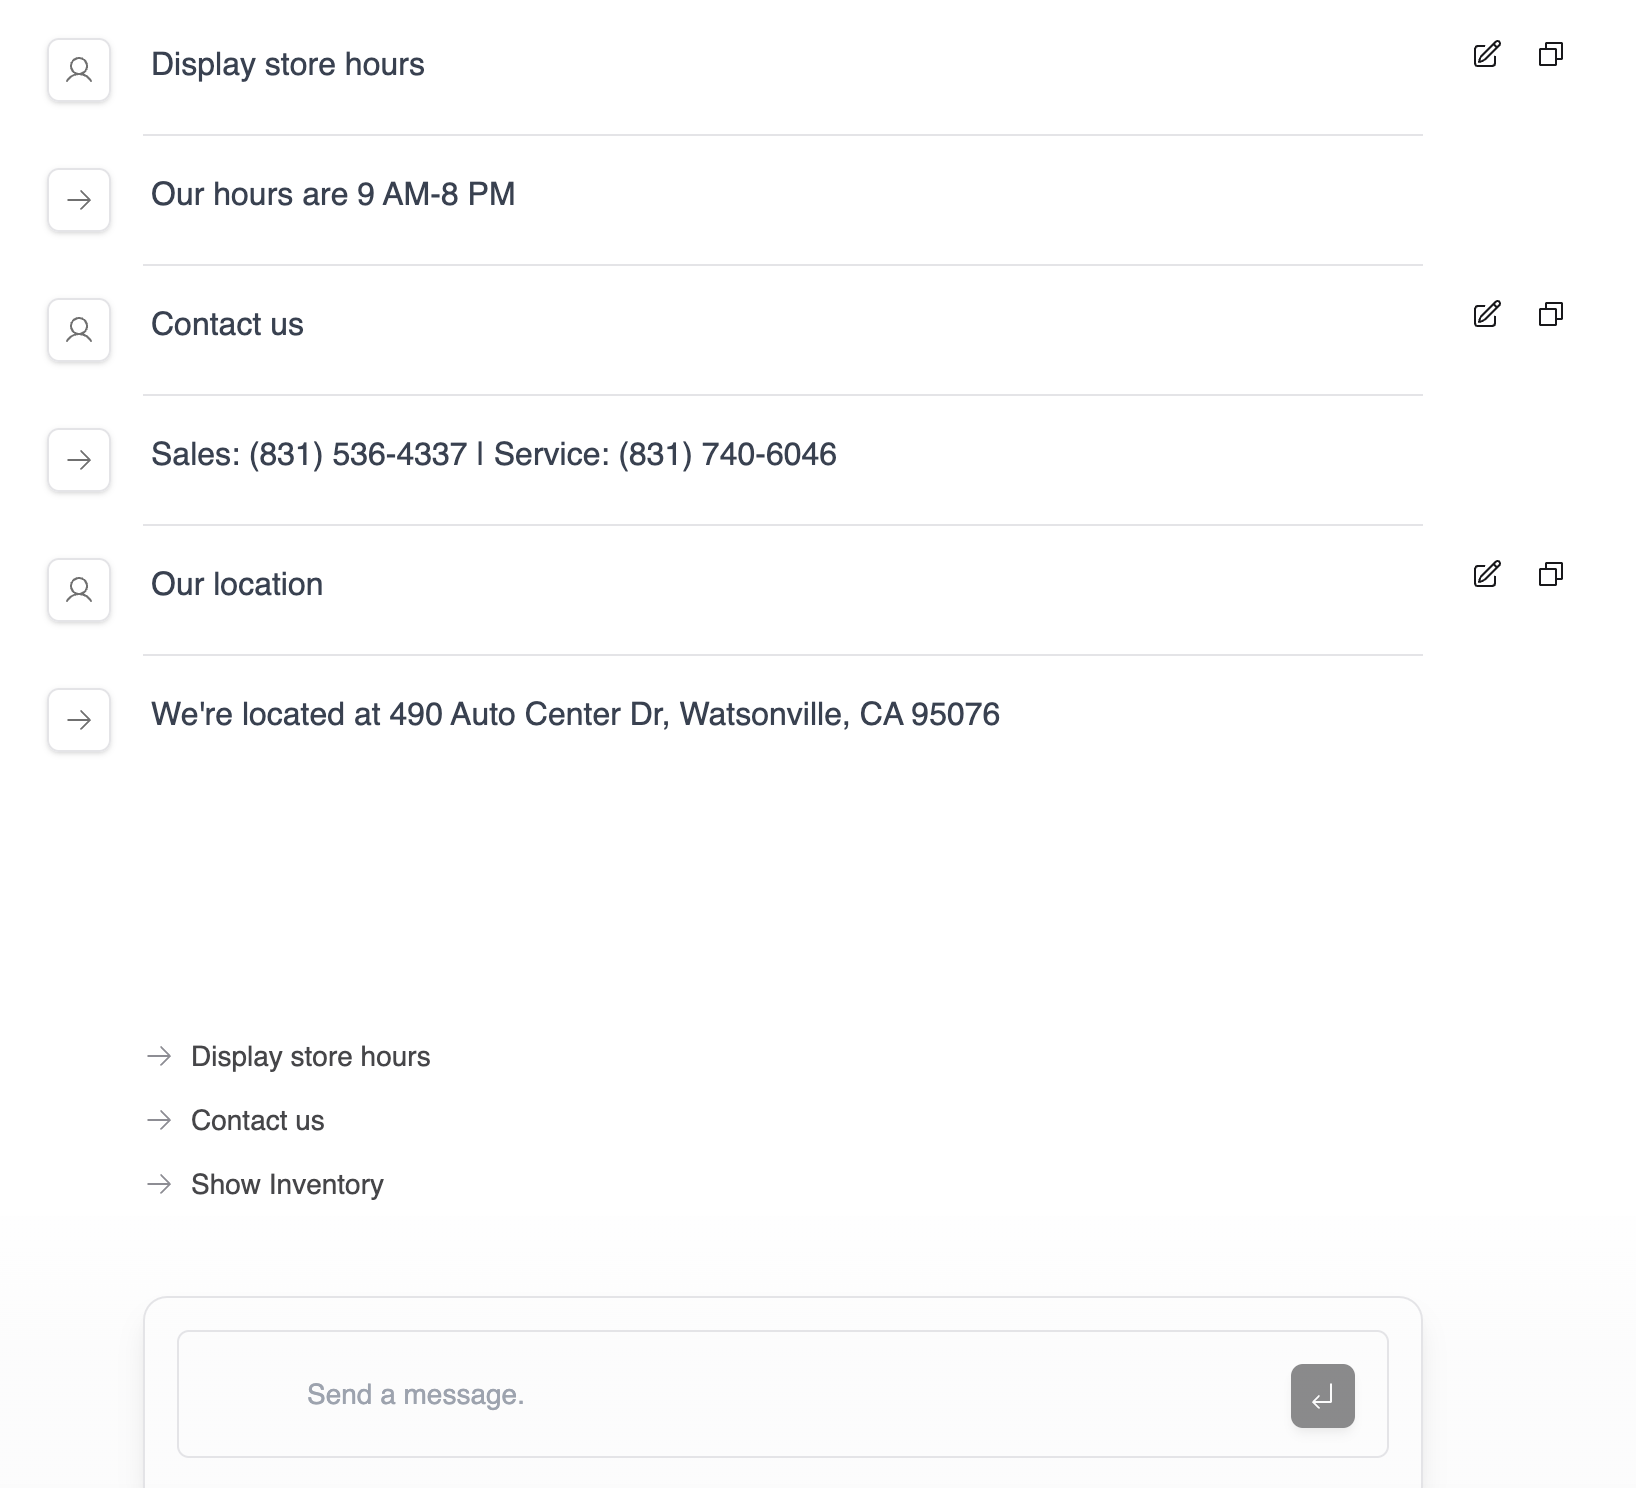 Display store hours
Our hours are 9 AM-8 PM
Contact us
Sales: (831) 536-4337 | Service: (831) 740-6046
Our location
We're located at 490 Auto Center Dr, Watsonville, CA 95076
Display store hours
Contact us
Show Inventory
Send a message.